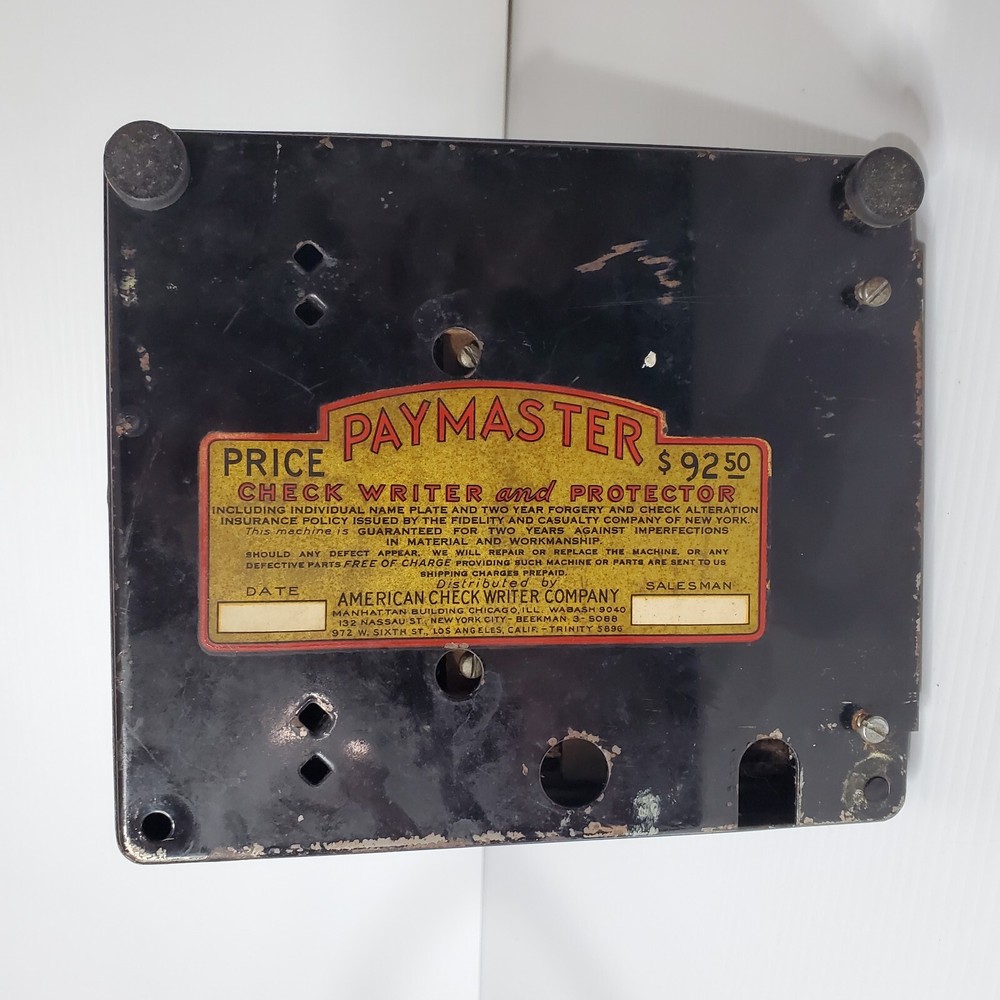 PAYMASTER
PRICE $ 92 50
CHECK WRITER and PROTECTOR
INCLUDING INDIVIDUAL NAME PLATE AND TWO YEAR FORGERY AND CHECK ALTERATION
INSURANCE POLICY ISSUED BY THE FIDELITY AND CASUALTY COMPANY OF NEW YORK.
This machine is GUARANTEED FOR TWO YEARS AGAINST IMPERFECTIONS
IN MATERIAL AND WORKMANSHIP.
SHOULD ANY DEFECT APPEAR, WE WILL REPAIR OR REPLACE THE MACHINE, OR ANY
DEFECTIVE PARTS FREE OF CHARGE PROVIDING SUCH MACHINE OR PARTS ARE SENT TO US
SHIPPING CHARGES PREPAID.
DATE
Distributed by
SALESMAN
AMERICAN CHECK WRITER COMPANY
MANHATTAN BUILDING, CHICAGO, ILL. WABASH 9040
132 NASSAU ST., NEW YORK CITY - BEEKMAN 3-5088
972 W. SIXTH ST., LOS ANGELES, CALIF. - TRINITY 5896